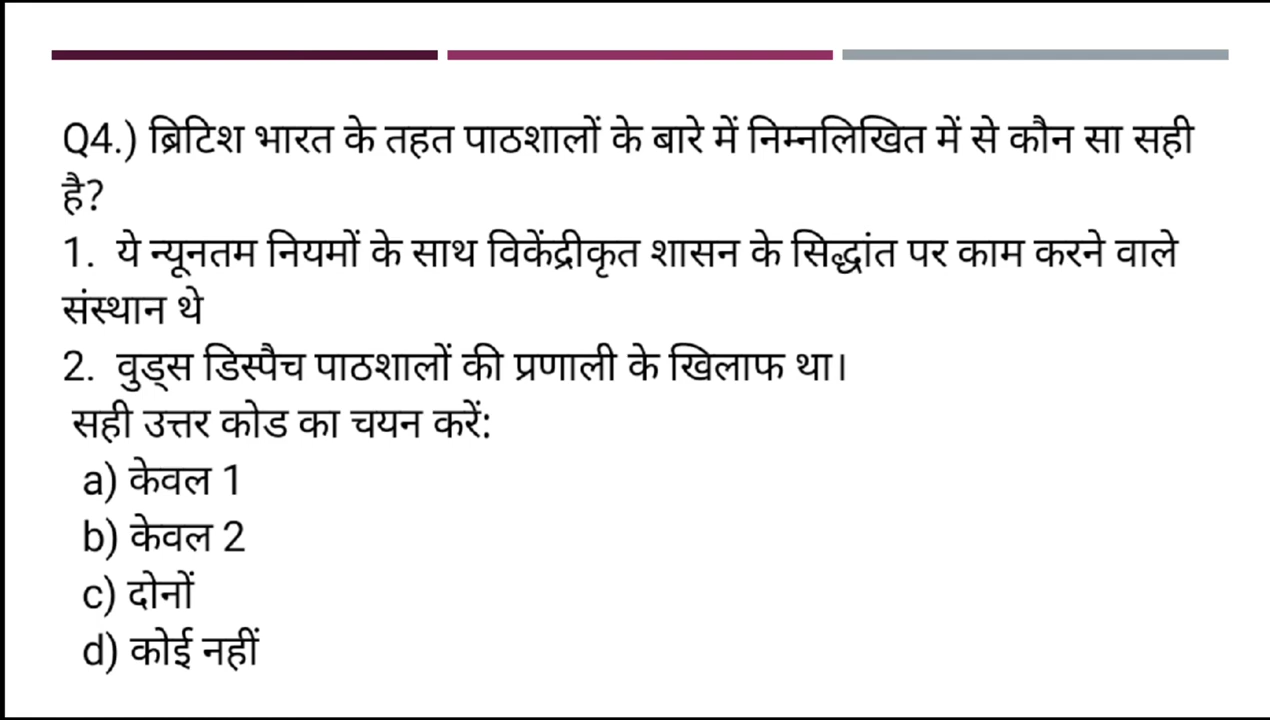 Q4.) ब्रिटिश भारत के तहत पाठशालों के बारे में निम्नलिखित में से कौन सा सही
है?
1. ये न्यूनतम नियमों के साथ विकेंद्रीकृत शासन के सिद्धांत पर काम करने वाले
संस्थान थे
2. वुड्स डिस्पैच पाठशालों की प्रणाली के खिलाफ था।
सही उत्तर कोड का चयन करें:
a) केवल 1
b) केवल 2
c) दोनों
d) कोई नहीं